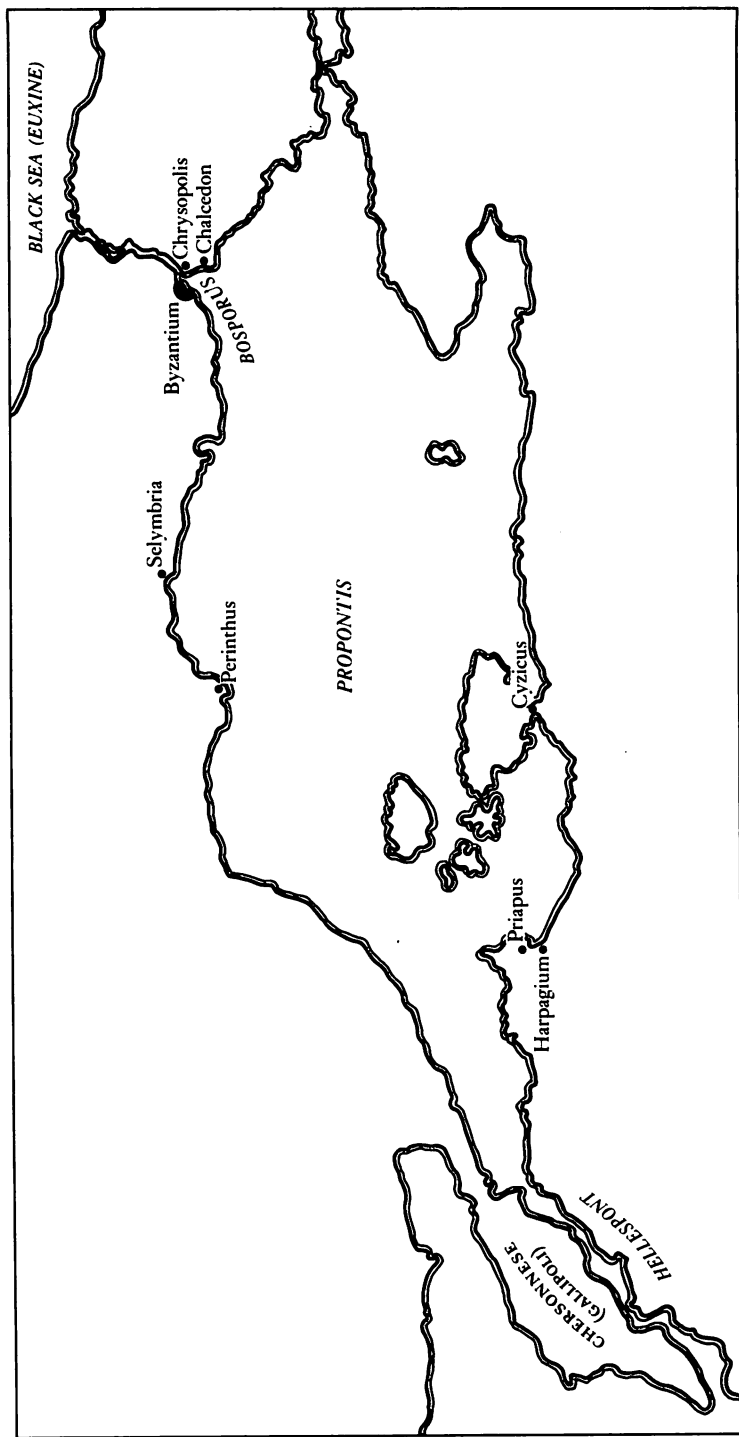 BLACK SEA (EUXINE)
Chrysopolis
Chalcedon
Byzantium
BOSPORUS
Selymbria
Perinthus
PROPONTIS
Cyzicus
Priapus
Harpagium
HELLESPONT
CHERSONNESE
(GALLIPOLI)